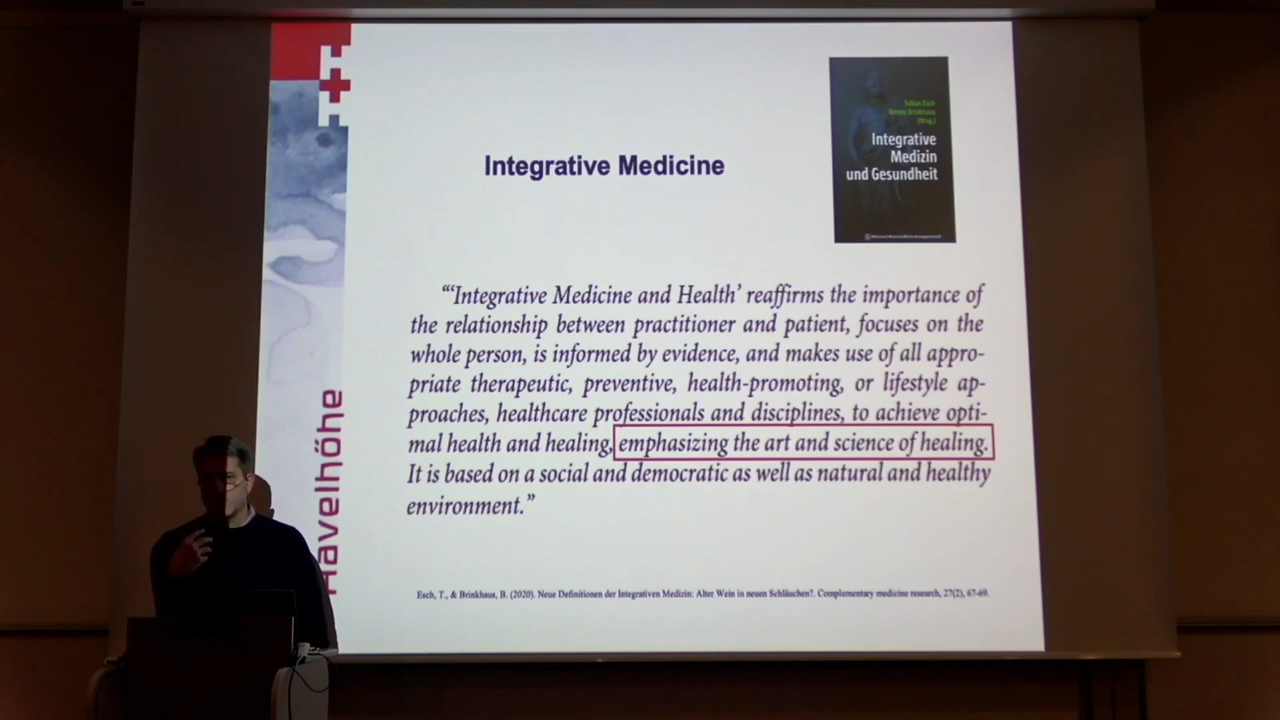 Tobias Esch
Benno Brinkhaus
(Hrsg.)
Integrative
Medizin
und Gesundheit
Integrative Medicine
“‘Integrative Medicine and Health’ reaffirms the importance of
the relationship between practitioner and patient, focuses on the
whole person, is informed by evidence, and makes use of all appro-
priate therapeutic, preventive, health-promoting, or lifestyle ap-
proaches, healthcare professionals and disciplines, to achieve opti-
mal health and healing, emphasizing the art and science of healing.
It is based on a social and democratic as well as natural and healthy
environment.”
Havelhöhe
Esch, T., & Brinkhaus, B. (2020). Neue Definitionen der Integrativen Medizin: Alter Wein in neuen Schläuchen?. Complementary medicine research, 27(2), 67-69.